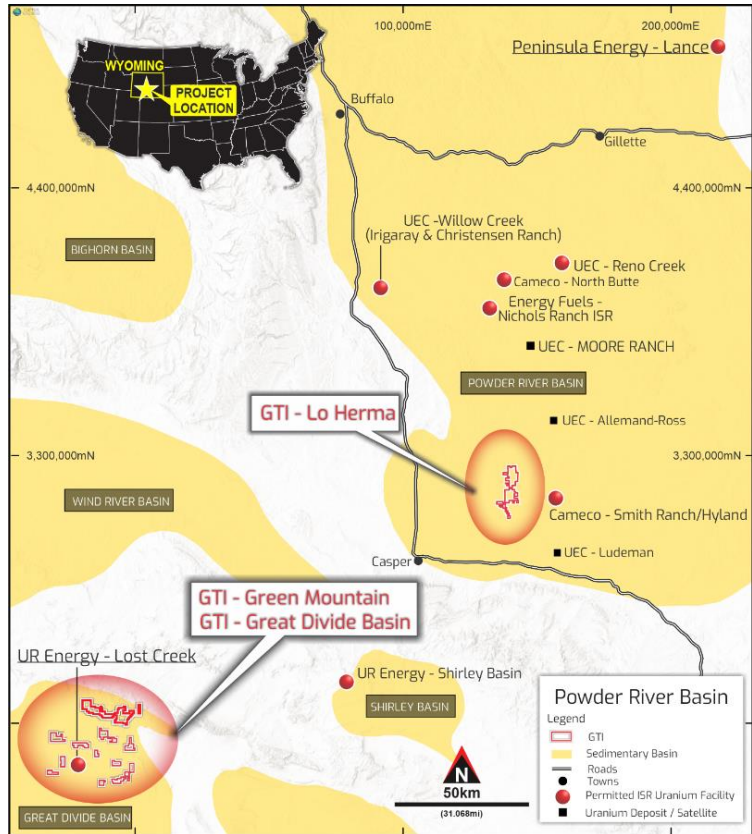 100,000mE
200,000mE
Peninsula Energy - Lance
WYOMING
PROJECT
LOCATION
Buffalo
Gillette
4,400,000mN
4,400,000mN
UEC -Willow Creek
(Irigaray & Christensen Ranch)
BIGHORN BASIN
UEC - Reno Creek
Cameco - North Butte
Energy Fuels -
Nichols Ranch ISR
UEC - MOORE RANCH
POWDER RIVER BASIN
GTI - Lo Herma
UEC - Allemand-Ross
3,300,000mN
3,300,000mN
WIND RIVER BASIN
Cameco - Smith Ranch/Hyland
UEC - Ludeman
Casper
GTI - Green Mountain
GTI - Great Divide Basin
UR Energy - Lost Creek
UR Energy - Shirley Basin
SHIRLEY BASIN
GREAT DIVIDE BASIN
N
50km
(31.068mi)
Powder River Basin
Legend
GTI
Sedimentary Basin
Roads
Towns
Permitted ISR Uranium Facility
Uranium Deposit / Satellite